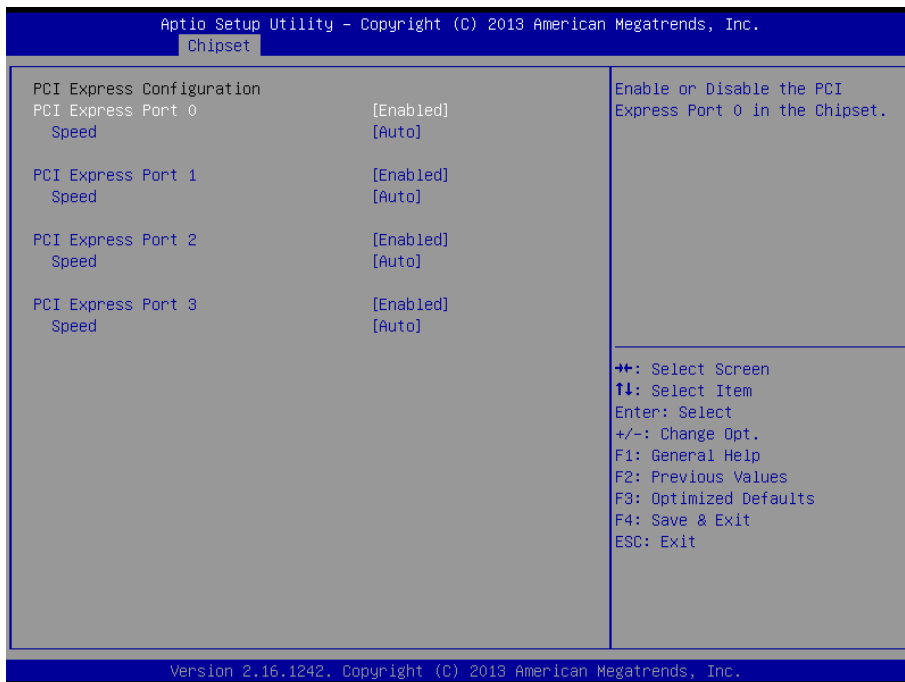 Aptio Setup Utility – Copyright (C) 2013 American Megatrends, Inc.
Chipset
PCI Express Configuration
PCI Express Port 0 [Enabled]
Speed [Auto]
PCI Express Port 1 [Enabled]
Speed [Auto]
PCI Express Port 2 [Enabled]
Speed [Auto]
PCI Express Port 3 [Enabled]
Speed [Auto]
Enable or Disable the PCI
Express Port 0 in the Chipset.
→←: Select Screen
↑↓: Select Item
Enter: Select
+/-: Change Opt.
F1: General Help
F2: Previous Values
F3: Optimized Defaults
F4: Save & Exit
ESC: Exit
Version 2.16.1242. Copyright (C) 2013 American Megatrends, Inc.